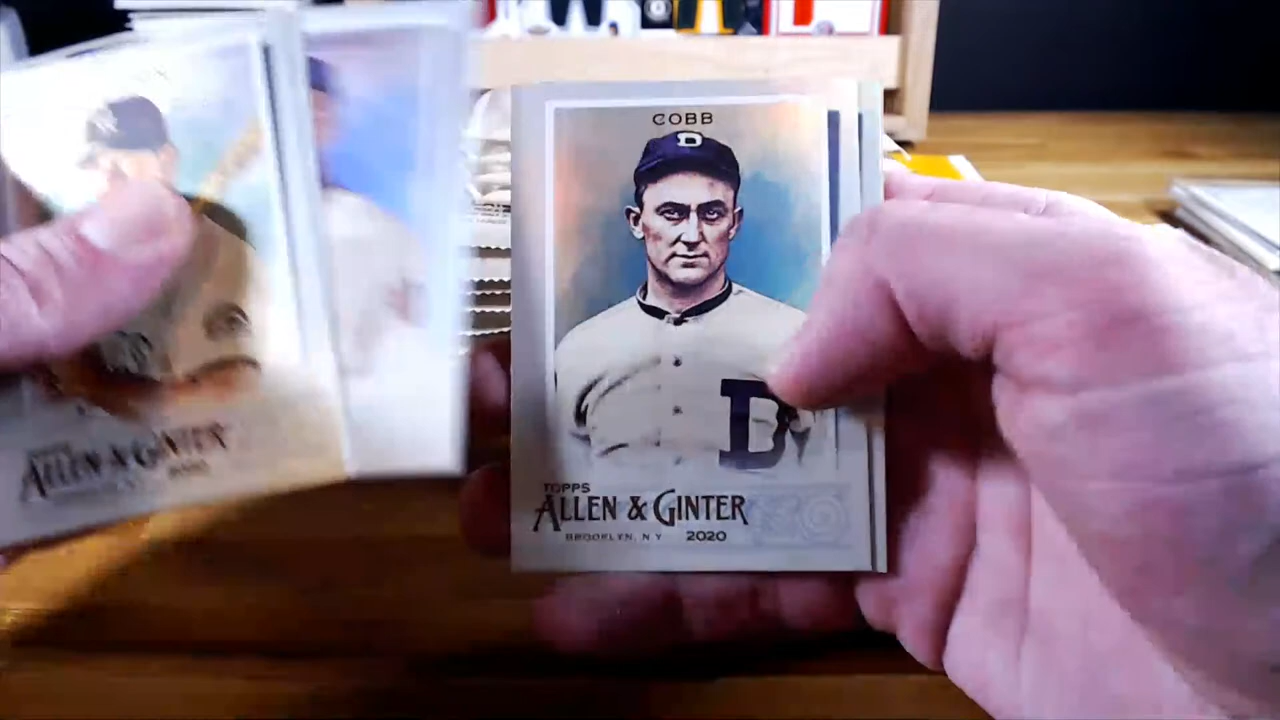 COBB
D
D
TOPPS
ALLEN & GINTER
BROOKLYN, N Y 2020
ALLEN & GINTER